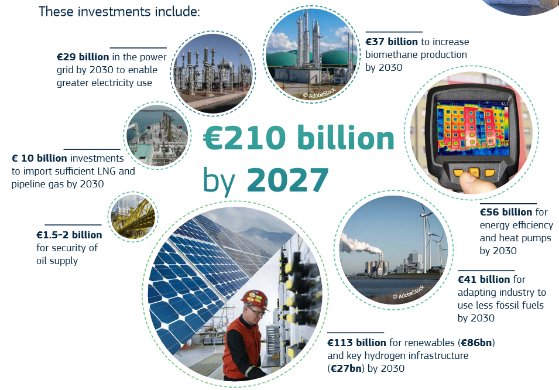 These investments include:
€29 billion in the power
grid by 2030 to enable
greater electricity use
€37 billion to increase
biomethane production
by 2030
© AdobeStock
€210 billion
by 2027
€ 10 billion investments
to import sufficient LNG and
pipeline gas by 2030
€1.5-2 billion
for security of
oil supply
€56 billion for
energy efficiency
and heat pumps
by 2030
© AdobeStock
€41 billion for
adapting industry to
use less fossil fuels
by 2030
€113 billion for renewables (€86bn)
and key hydrogen infrastructure
(€27bn) by 2030